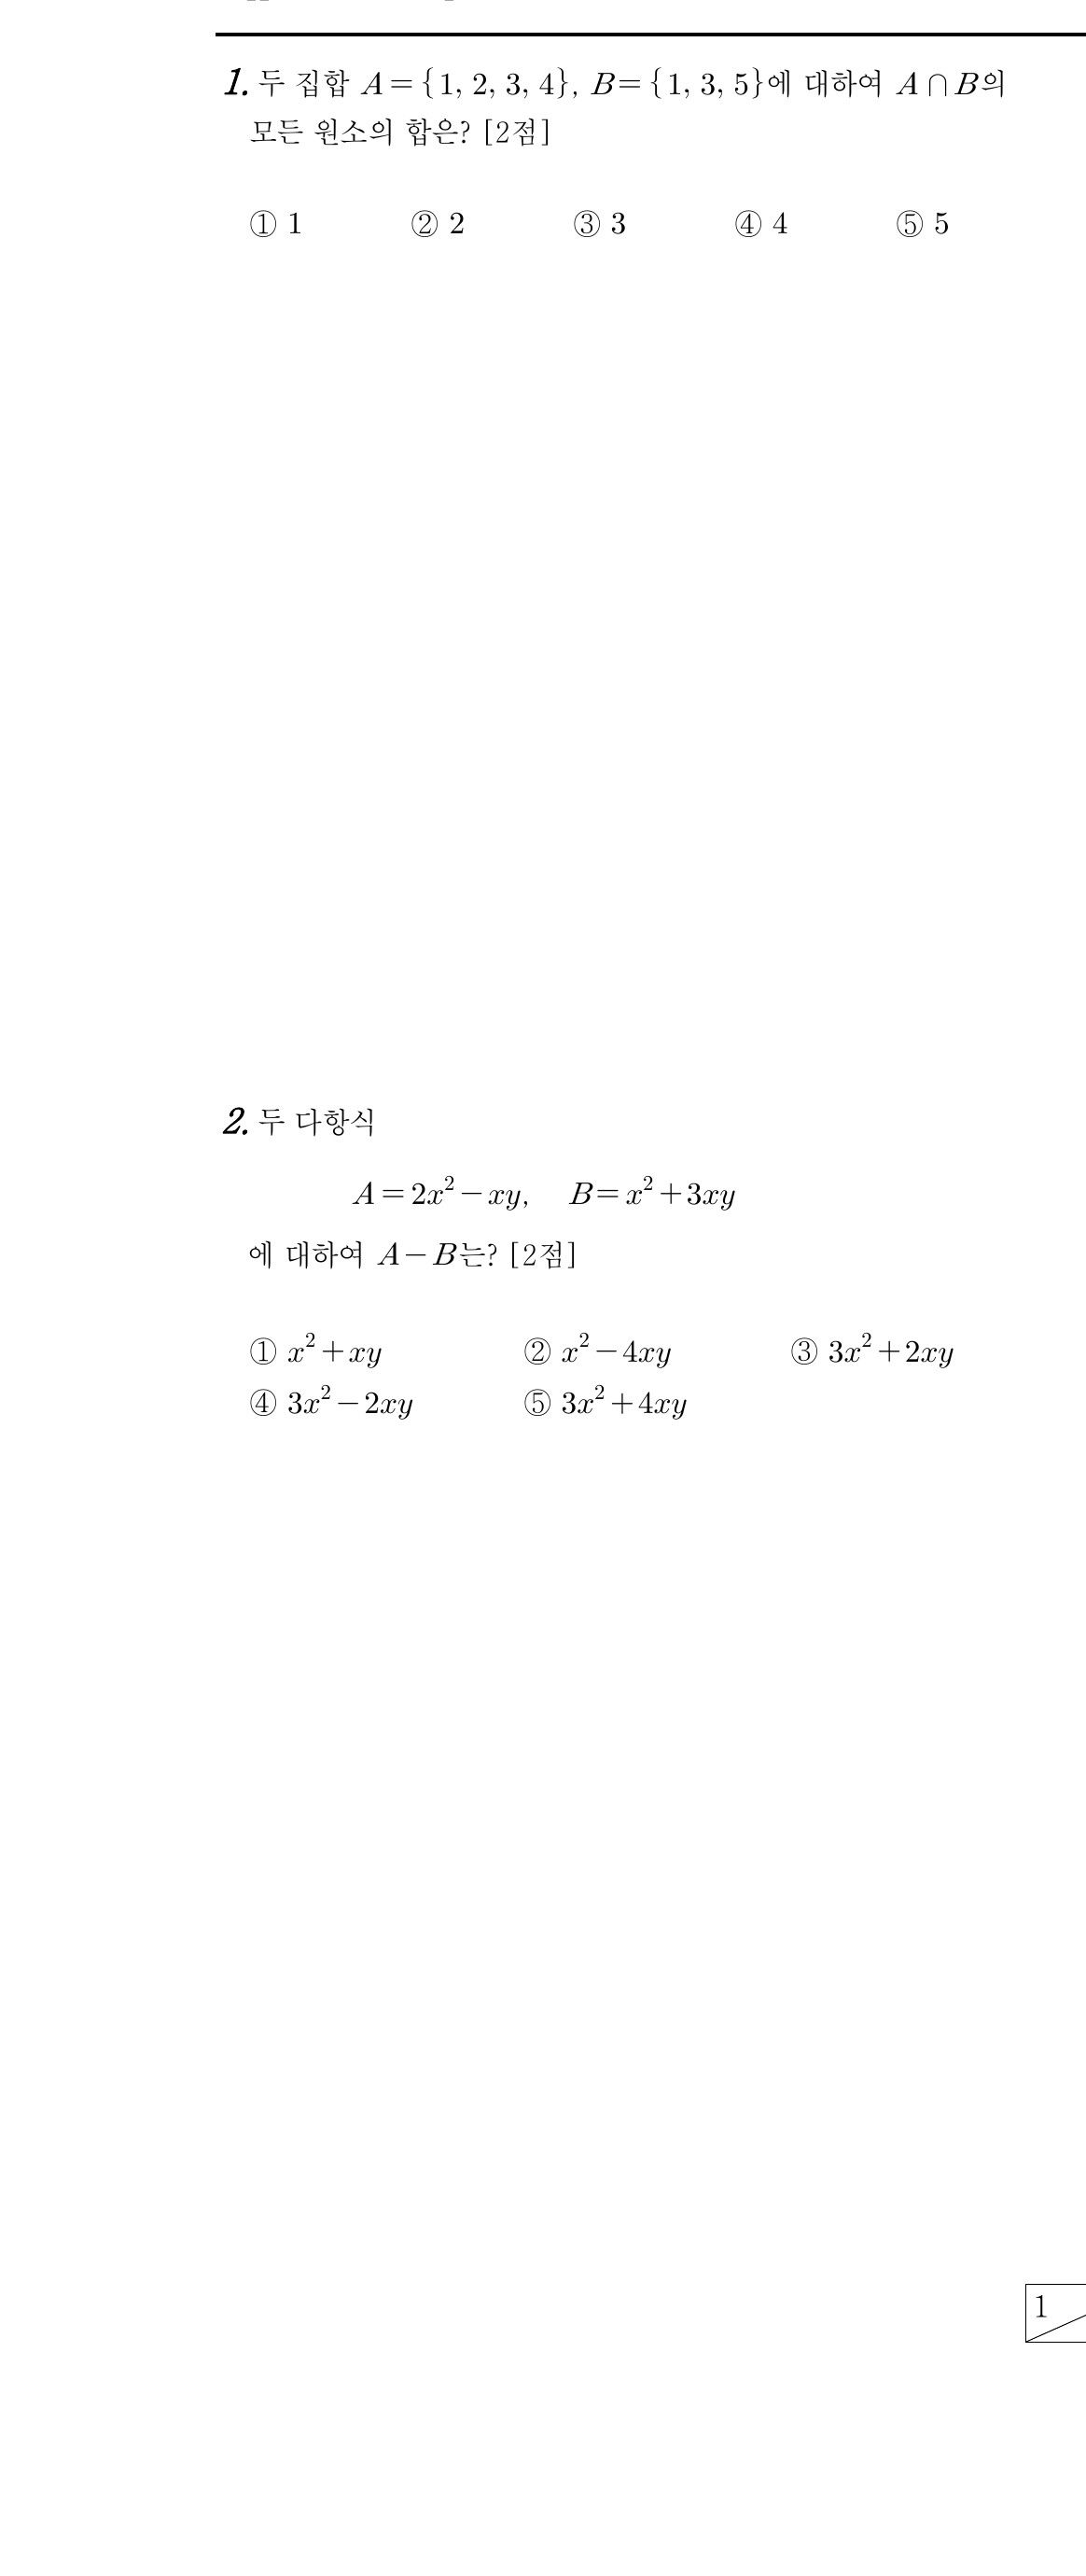 1. 두 집합 A = {1, 2, 3, 4}, B = {1, 3, 5}에 대하여 A ∩ B의
모든 원소의 합은? [2점]
① 1 ② 2 ③ 3 ④ 4 ⑤ 5
2. 두 다항식
A = 2x² − xy, B = x² + 3xy
에 대하여 A − B는? [2점]
① x² + xy ② x² − 4xy ③ 3x² + 2xy
④ 3x² − 2xy ⑤ 3x² + 4xy
1